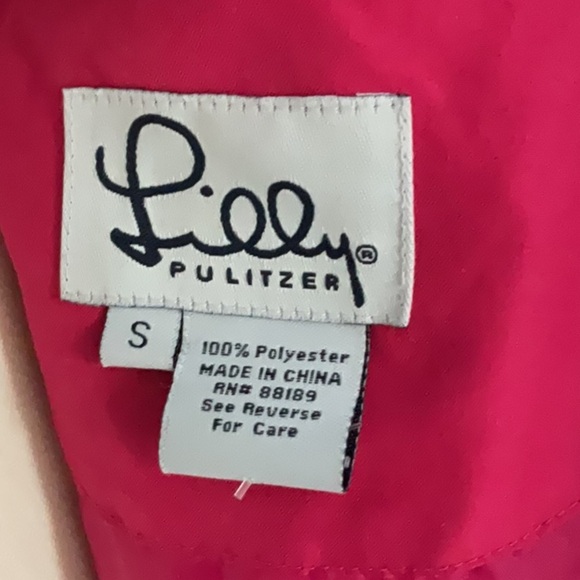 Lilly®
PULITZER
S
100% Polyester
MADE IN CHINA
RN# 88189
See Reverse
For Care